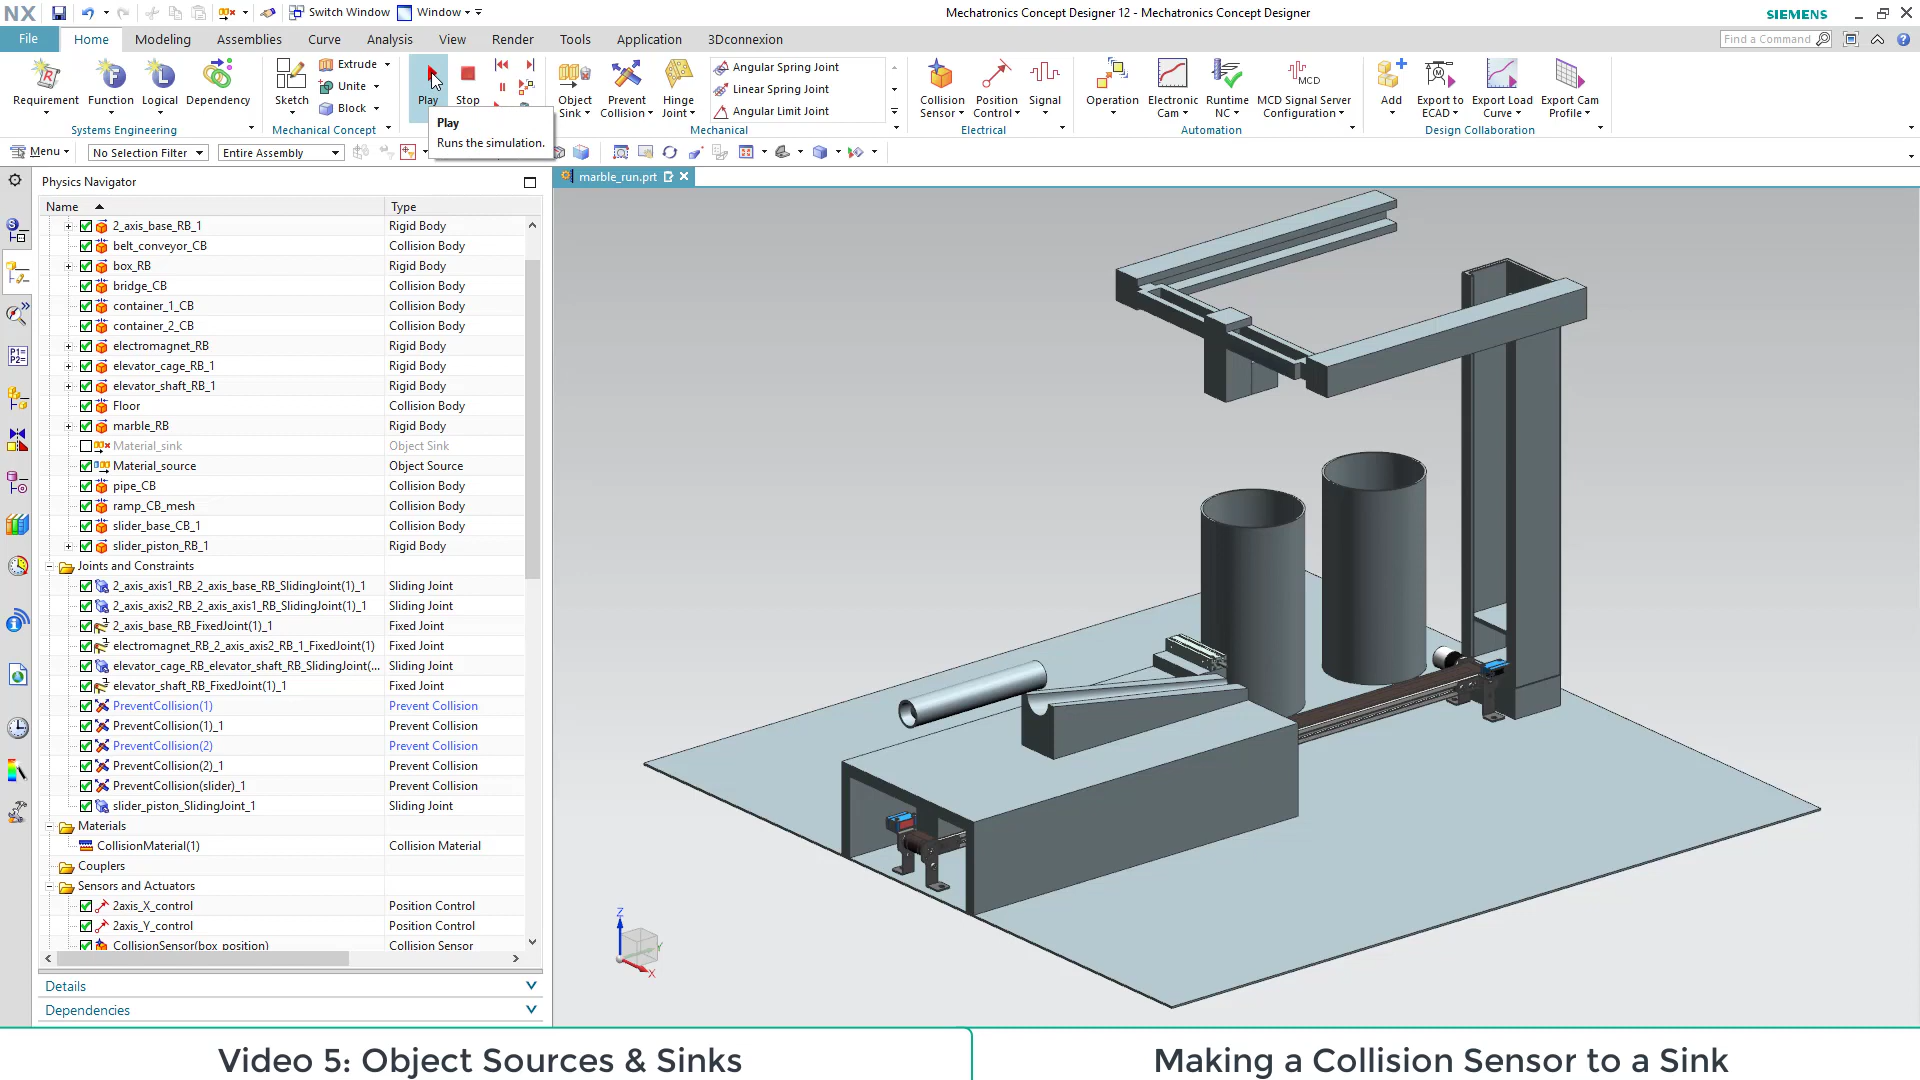 NX
Switch Window
Window
Mechatronics Concept Designer 12 - Mechatronics Concept Designer
SIEMENS
File
Home
Modeling
Assemblies
Curve
Analysis
View
Render
Tools
Application
3Dconnexion
Find a Command
Requirement
Function
Logical
Dependency
Systems Engineering
Sketch
Extrude
Unite
Block
Mechanical Concept
Play
Stop
Object Sink
Prevent Collision
Hinge Joint
Angular Spring Joint
Linear Spring Joint
Angular Limit Joint
Mechanical
Collision Sensor
Position Control
Signal
Electrical
Operation
Electronic Cam
Runtime NC
MCD
MCD Signal Server Configuration
Automation
Add
Export to ECAD
Export Load Curve
Export Cam Profile
Design Collaboration
Play
Runs the simulation.
Menu
No Selection Filter
Entire Assembly
Physics Navigator
marble_run.prt
Name Type
2_axis_base_RB_1 Rigid Body
belt_conveyor_CB Collision Body
box_RB Rigid Body
bridge_CB Collision Body
container_1_CB Collision Body
container_2_CB Collision Body
electromagnet_RB Rigid Body
elevator_cage_RB_1 Rigid Body
elevator_shaft_RB_1 Rigid Body
Floor Collision Body
marble_RB Rigid Body
Material_sink Object Sink
Material_source Object Source
pipe_CB Collision Body
ramp_CB_mesh Collision Body
slider_base_CB_1 Collision Body
slider_piston_RB_1 Rigid Body
Joints and Constraints
2_axis_axis1_RB_2_axis_base_RB_SlidingJoint(1)_1 Sliding Joint
2_axis_axis2_RB_2_axis_axis1_RB_SlidingJoint(1)_1 Sliding Joint
2_axis_base_RB_FixedJoint(1)_1 Fixed Joint
electromagnet_RB_2_axis_axis2_RB_1_FixedJoint(1) Fixed Joint
elevator_cage_RB_elevator_shaft_RB_SlidingJoint(... Sliding Joint
elevator_shaft_RB_FixedJoint(1)_1 Fixed Joint
PreventCollision(1) Prevent Collision
PreventCollision(1)_1 Prevent Collision
PreventCollision(2) Prevent Collision
PreventCollision(2)_1 Prevent Collision
PreventCollision(slider)_1 Prevent Collision
slider_piston_SlidingJoint_1 Sliding Joint
Materials
CollisionMaterial(1) Collision Material
Couplers
Sensors and Actuators
2axis_X_control Position Control
2axis_Y_control Position Control
CollisionSensor(box_position) Collision Sensor
Details
Dependencies
Z
Y
X
Video 5: Object Sources & Sinks
Making a Collision Sensor to a Sink